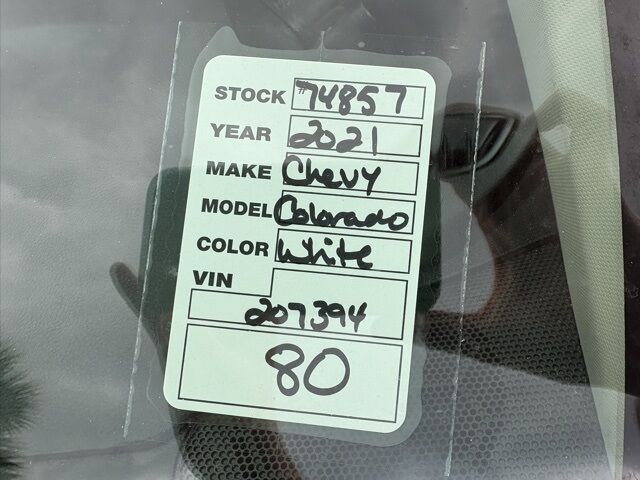 STOCK #74857
YEAR 2021
MAKE Chevy
MODEL Colorado
COLOR White
VIN
207394
80